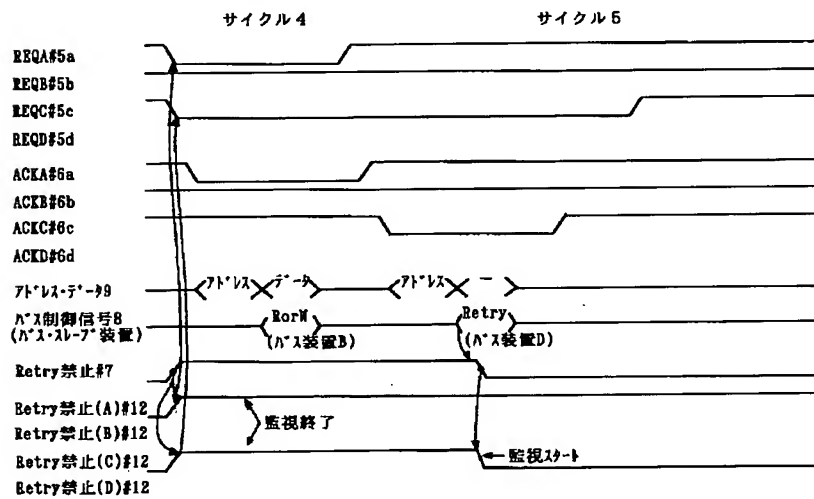 サイクル4 サイクル5
REQA#5a
REQB#5b
REQC#5c
REQD#5d
ACKA#6a
ACKB#6b
ACKC#6c
ACKD#6d
アドレス・データ9 アドレス データ アドレス ー
バス制御信号8 RorW Retry
(バス・スレーブ装置) (バス装置B) (バス装置D)
Retry禁止#7
Retry禁止(A)#12
監視終了
Retry禁止(B)#12
Retry禁止(C)#12 監視スタート
Retry禁止(D)#12